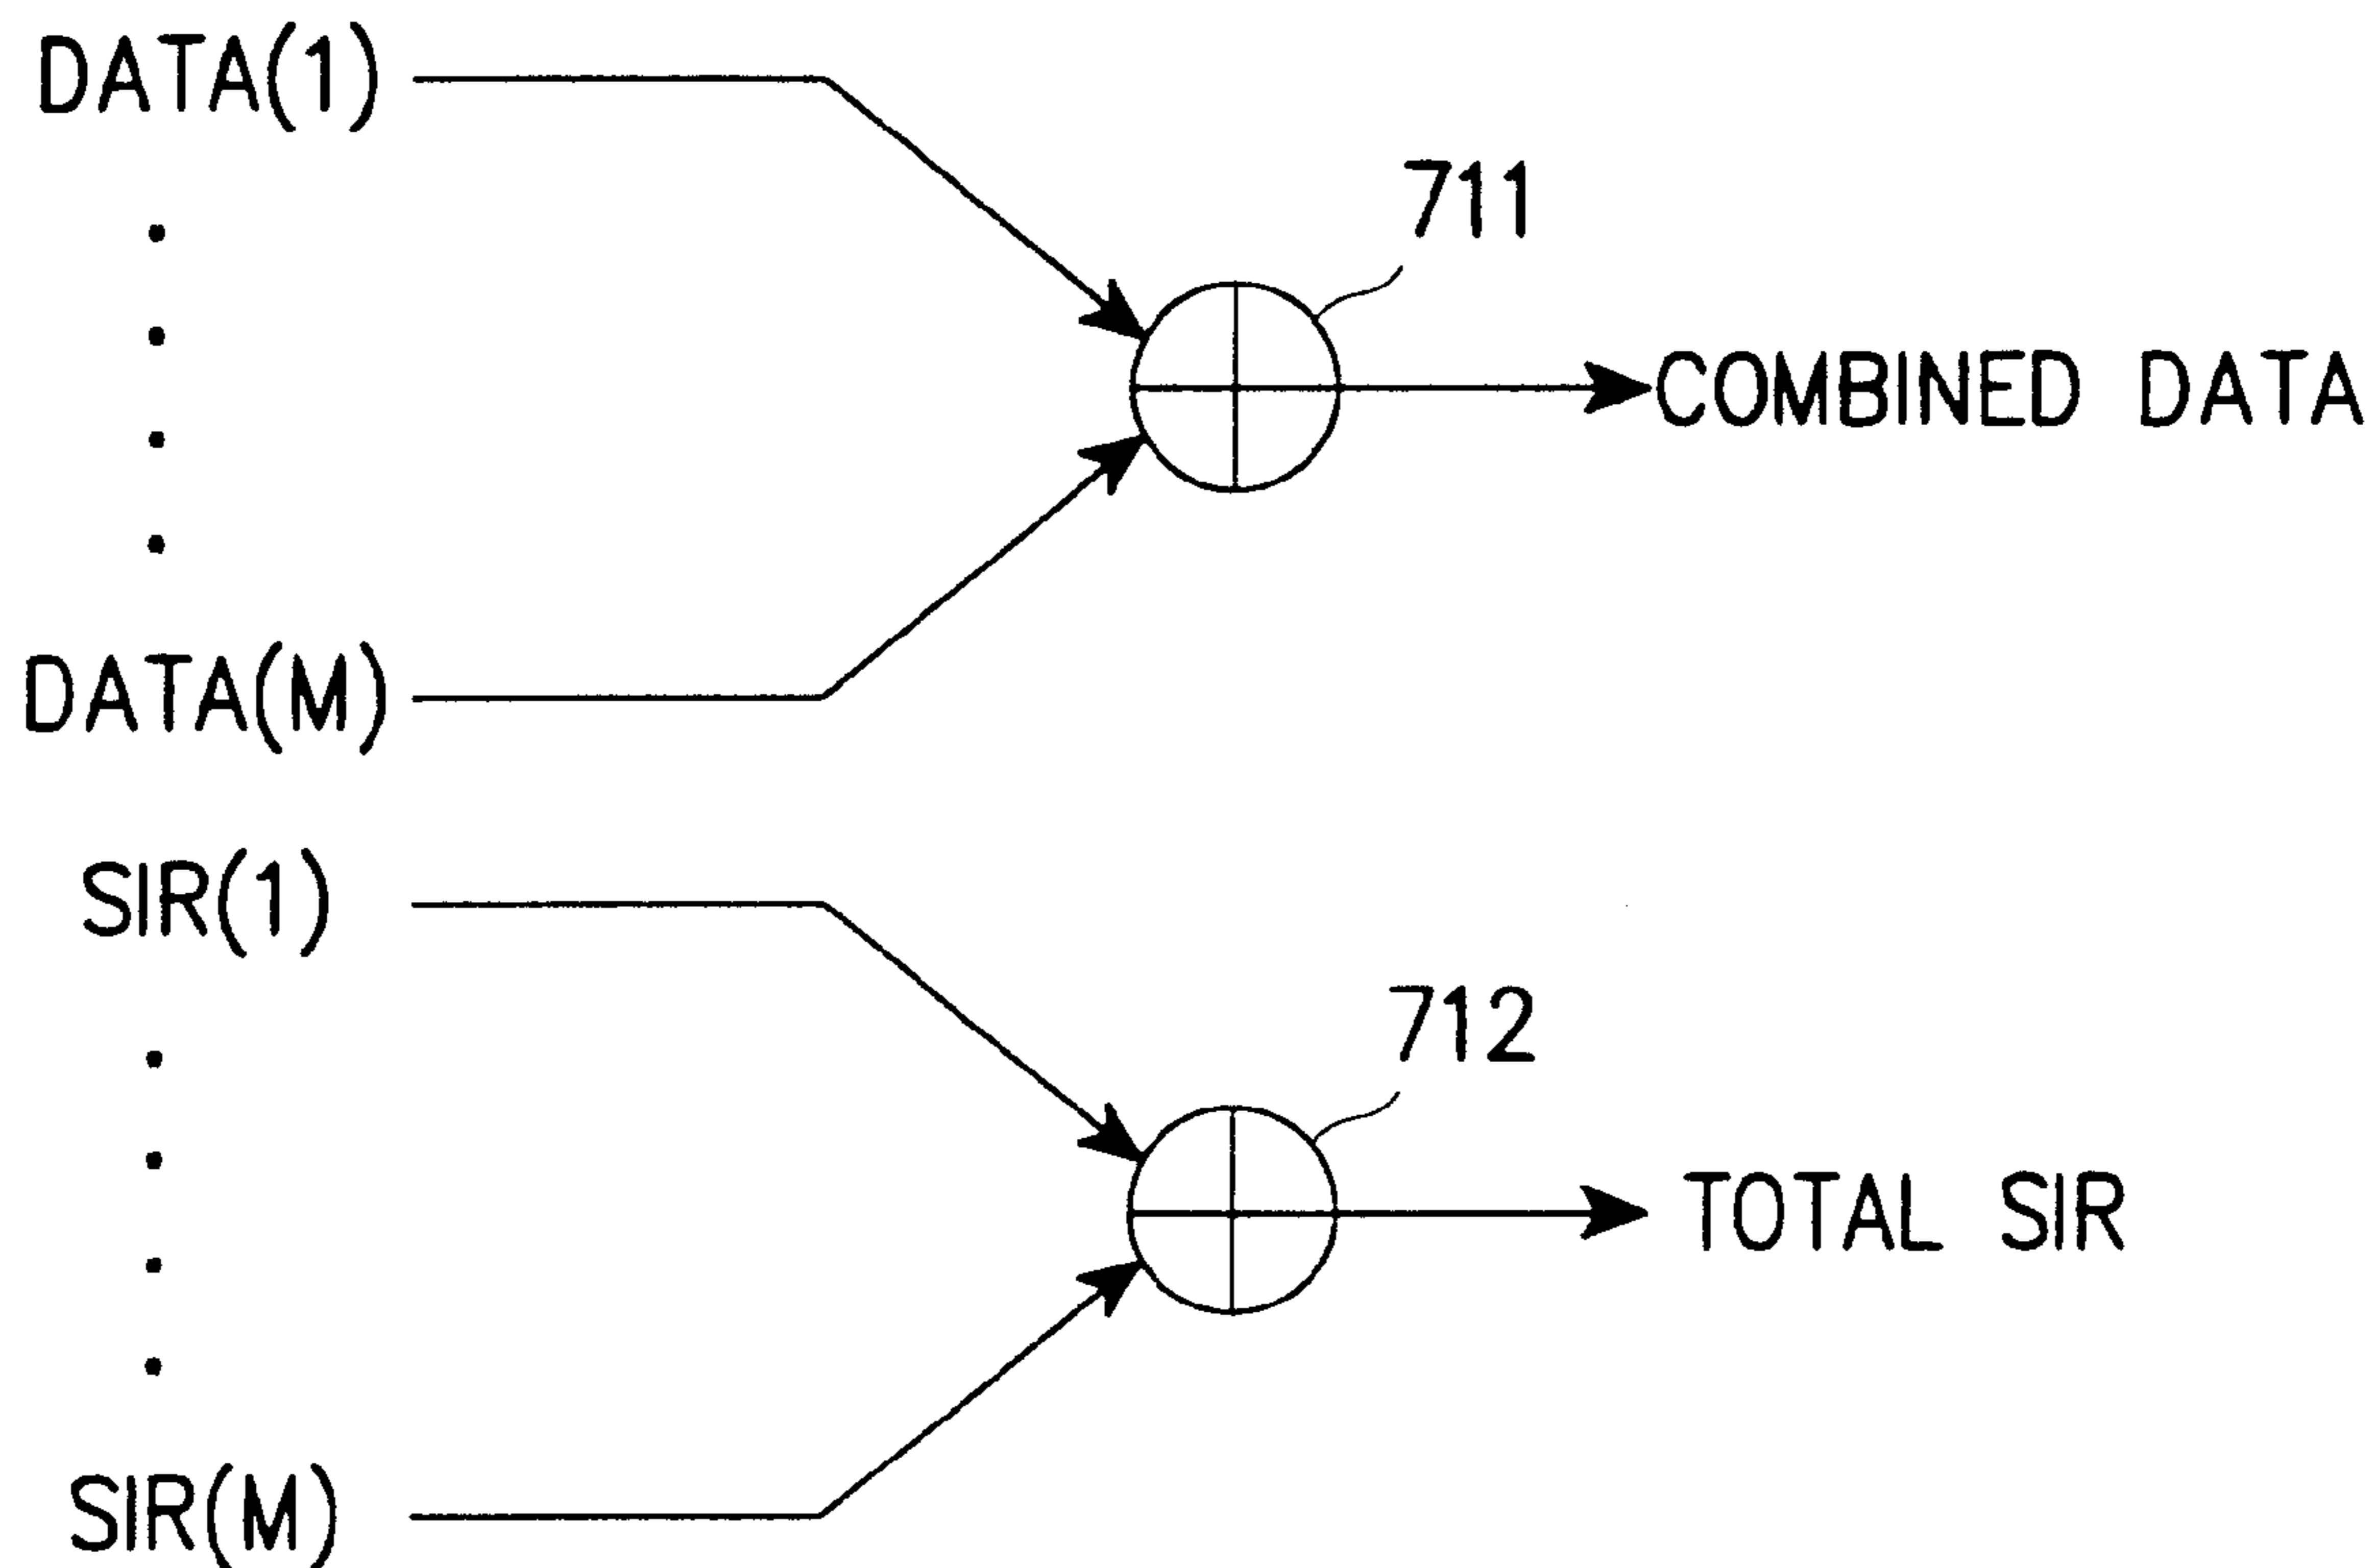 DATA(1)
711
COMBINED DATA
DATA(M)
SIR(1)
712
TOTAL SIR
SIR(M)